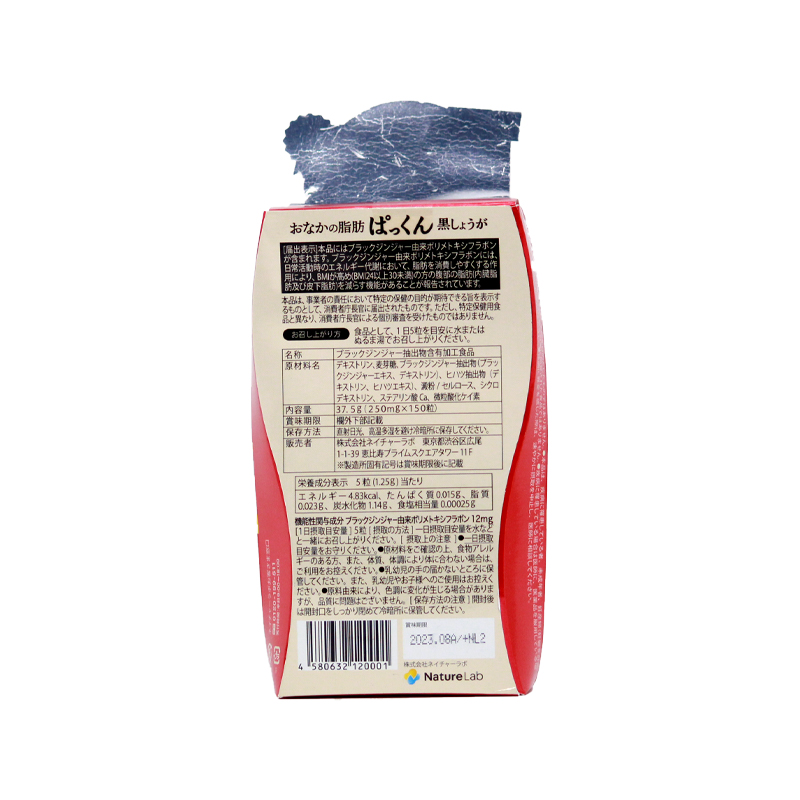 おなかの脂肪 ぱっくん 黒しょうが
[届出表示]本品にはブラックジンジャー由来ポリメトキシフラボン
が含まれます。ブラックジンジャー由来ポリメトキシフラボンには、
日常活動時のエネルギー代謝において、脂肪を消費しやすくする作
用により、BMIが高め(BMI24以上30未満)の方の腹部の脂肪(内臓脂
肪及び皮下脂肪)を減らす機能があることが報告されています。
本品は、事業者の責任において特定の保健の目的が期待できる旨を表示す
るものとして、消費者庁長官に届出されたものです。ただし、特定保健用食
品と異なり、消費者庁長官による個別審査を受けたものではありません。
お召し上がり方 食品として、1日5粒を目安に水または
ぬるま湯でお召し上がりください。
名称 ブラックジンジャー抽出物含有加工食品
原材料名 デキストリン、麦芽糖、ブラックジンジャー抽出物(ブラッ
クジンジャーエキス、デキストリン)、ヒハツ抽出物(デ
キストリン、ヒハツエキス)、澱粉/セルロース、シクロ
デキストリン、ステアリン酸Ca、微粒酸化ケイ素
内容量 37.5g(250mg×150粒)
賞味期限 欄外下部記載
保存方法 直射日光、高温多湿を避け冷暗所に保存してください。
販売者 株式会社ネイチャーラボ 東京都渋谷区広尾
1-1-39 恵比寿プライムスクエアタワー11F
※製造所固有記号は賞味期限後に記載
栄養成分表示 5粒(1.25g)当たり
エネルギー4.83kcal、たんぱく質0.015g、脂質
0.023g、炭水化物1.14g、食塩相当量0.00025g
機能性関与成分 ブラックジンジャー由来ポリメトキシフラボン 12mg
[1日摂取目安量]5粒[摂取の方法]一日摂取目安量を水など
と一緒にお召し上がりください。[摂取上の注意]●一日摂取
目安量をお守りください。●原材料をご確認の上、食物アレル
ギーのある方、また、体質、体調により体に合わない場合は、
ご利用をお控えください。●乳幼児の手の届かないところに保
管してください。また、乳幼児やお子様へのご使用はお控えく
ださい。●原料由来により、色調に変化が生じる場合がありま
すが、品質に問題はございません。[保存方法の注意]開封後
は開封口をしっかり閉めて冷暗所に保管してください。
4 580632 120001
賞味期限
2023.08A/+NL2
株式会社ネイチャーラボ
NatureLab